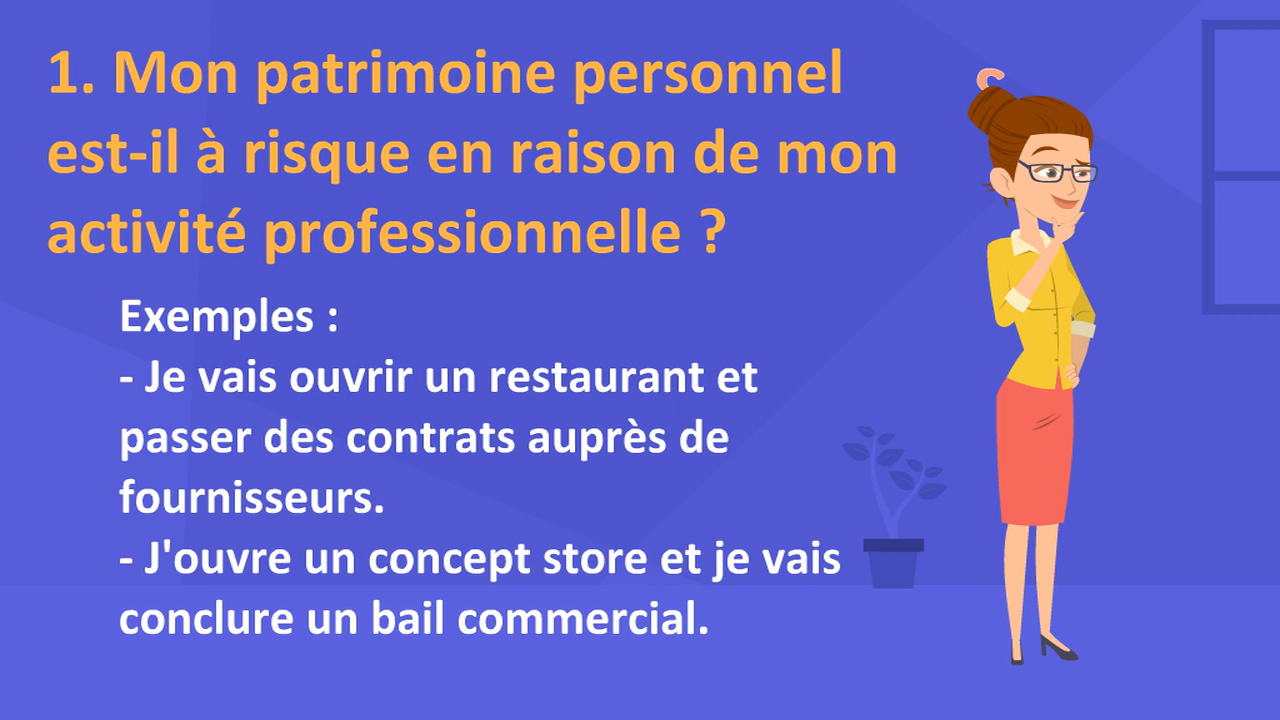 1. Mon patrimoine personnel
est-il à risque en raison de mon
activité professionnelle ?
Exemples :
- Je vais ouvrir un restaurant et
passer des contrats auprès de
fournisseurs.
- J'ouvre un concept store et je vais
conclure un bail commercial.